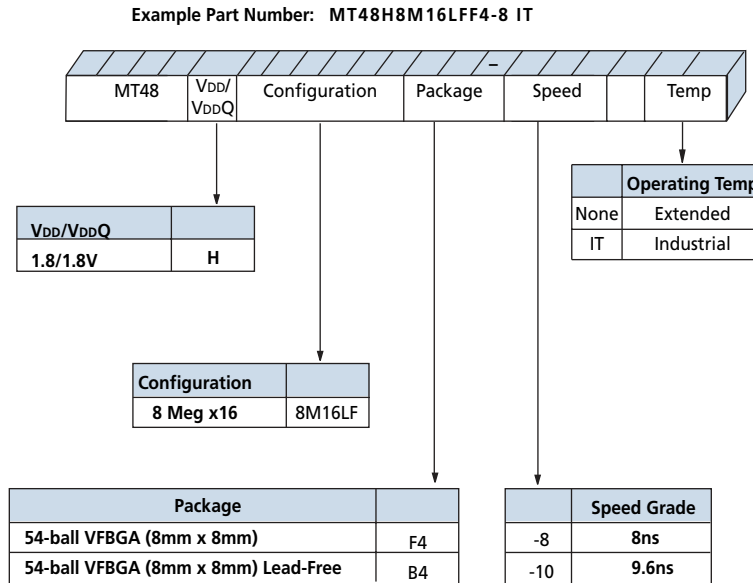 Example Part Number: MT48H8M16LFF4-8 IT
–
MT48 VDD/ Configuration Package Speed Temp
VDDQ
Operating Temp
None Extended
IT Industrial
VDD/VDDQ
1.8/1.8V H
Configuration
8 Meg x16 8M16LF
Package
54-ball VFBGA (8mm x 8mm) F4
54-ball VFBGA (8mm x 8mm) Lead-Free B4
Speed Grade
-8 8ns
-10 9.6ns